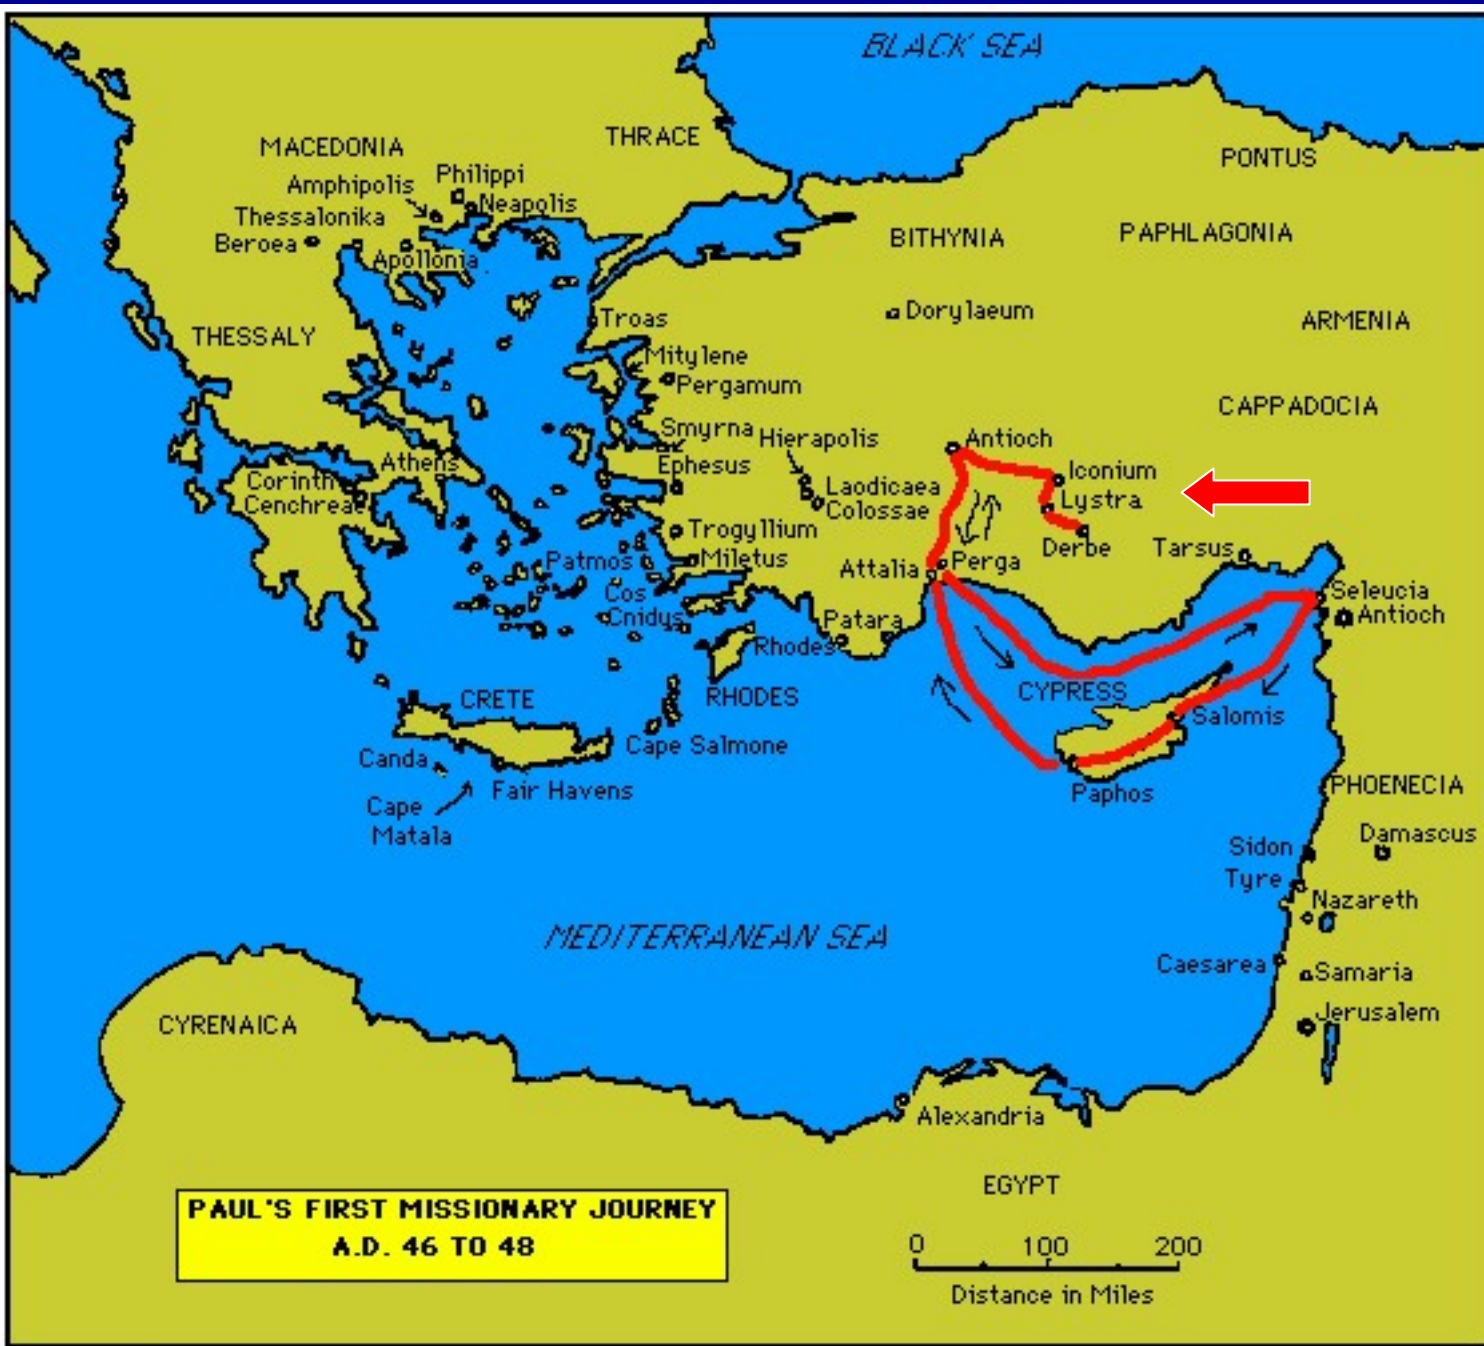 BLACK SEA
MACEDONIA
THRACE
PONTUS
Philippi
Amphipolis
Neapolis
Thessalonika
Beroea
Apollonia
BITHYNIA
PAPHLAGONIA
THESSALY
Troas
Dorylaeum
ARMENIA
Mitylene
Pergamum
CAPPADOCIA
Smyrna
Hierapolis
Antioch
Athens
Ephesus
Iconium
Corinth
Laodicaea
Lystra
Cenchreae
Colossae
Trogyllium
Derbe
Tarsus
Patmos
Miletus
Attalia
Perga
Cos
Seleucia
Cnidus
Patara
Antioch
Rhodes
CRETE
RHODES
CYPRESS
Salomis
Cape Salmone
Canda
Fair Havens
Paphos
PHOENECIA
Cape
Matala
Damascus
Sidon
Tyre
Nazareth
MEDITERRANEAN SEA
Caesarea
Samaria
CYRENAICA
Jerusalem
Alexandria
EGYPT
PAUL'S FIRST MISSIONARY JOURNEY
A.D. 46 TO 48
0 100 200
Distance in Miles